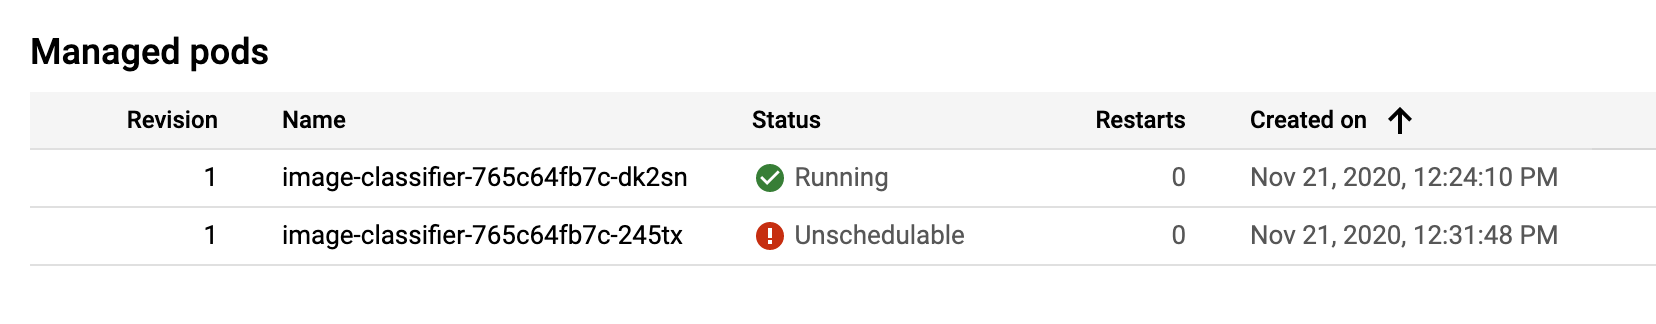 Managed pods
Revision Name Status Restarts Created on
1 image-classifier-765c64fb7c-dk2sn Running 0 Nov 21, 2020, 12:24:10 PM
1 image-classifier-765c64fb7c-245tx Unschedulable 0 Nov 21, 2020, 12:31:48 PM